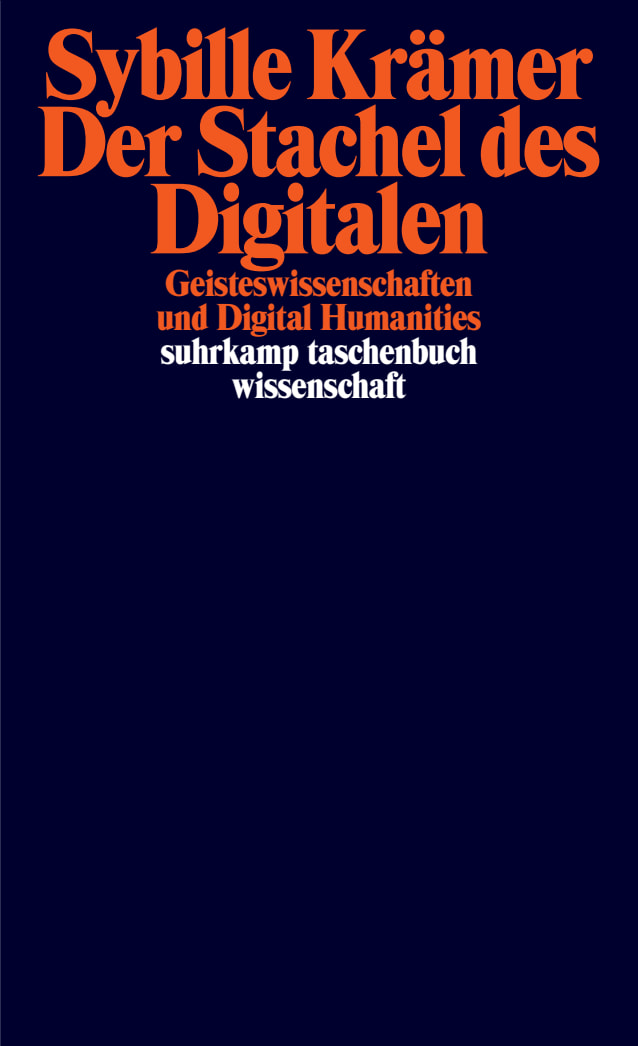 Sybille Krämer
Der Stachel des
Digitalen
Geisteswissenschaften
und Digital Humanities
suhrkamp taschenbuch
wissenschaft